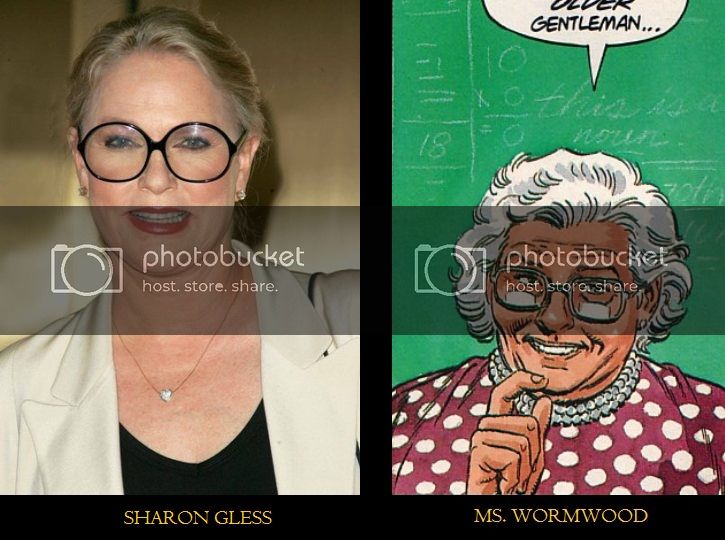 OLDER
GENTLEMAN...
10
x 0
this is a
noun.
18
= 0
photobucket
host. store. share.
photobucket
host. store. share.
SHARON GLESS
MS. WORMWOOD